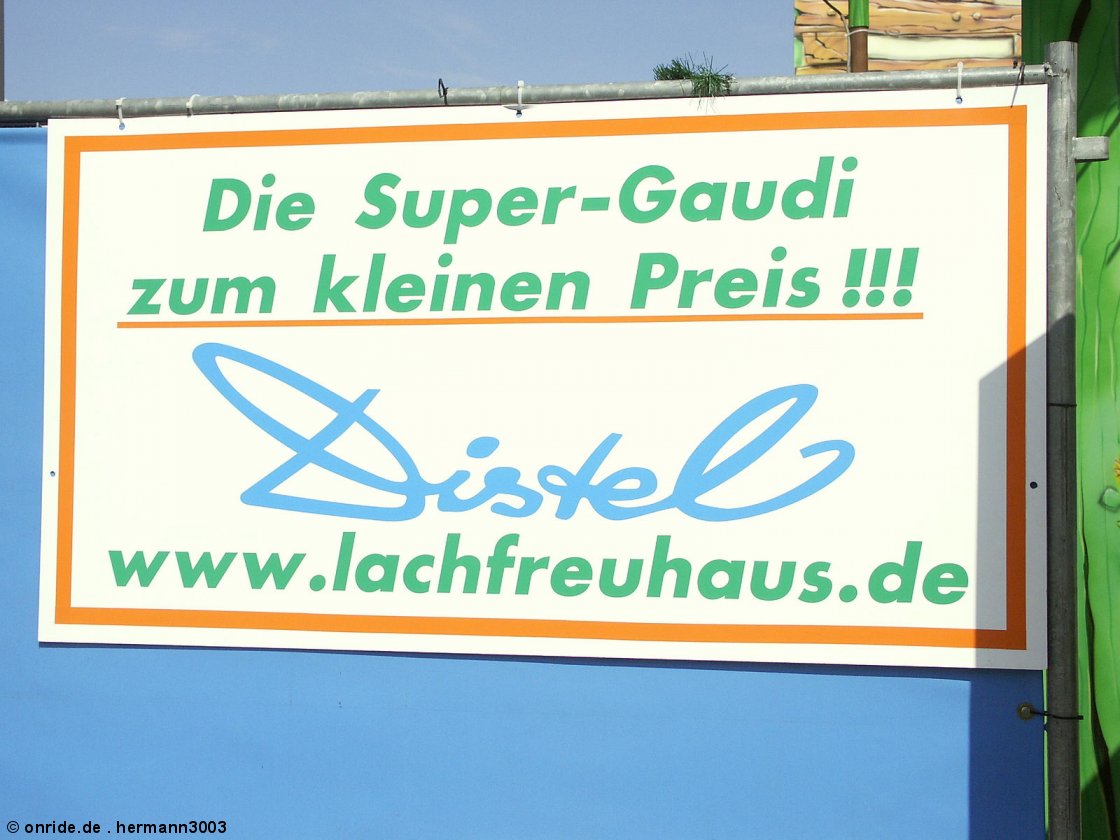 Die Super-Gaudi
zum kleinen Preis!!!
Distel
www.lachfreuhaus.de
© onride.de . hermann3003